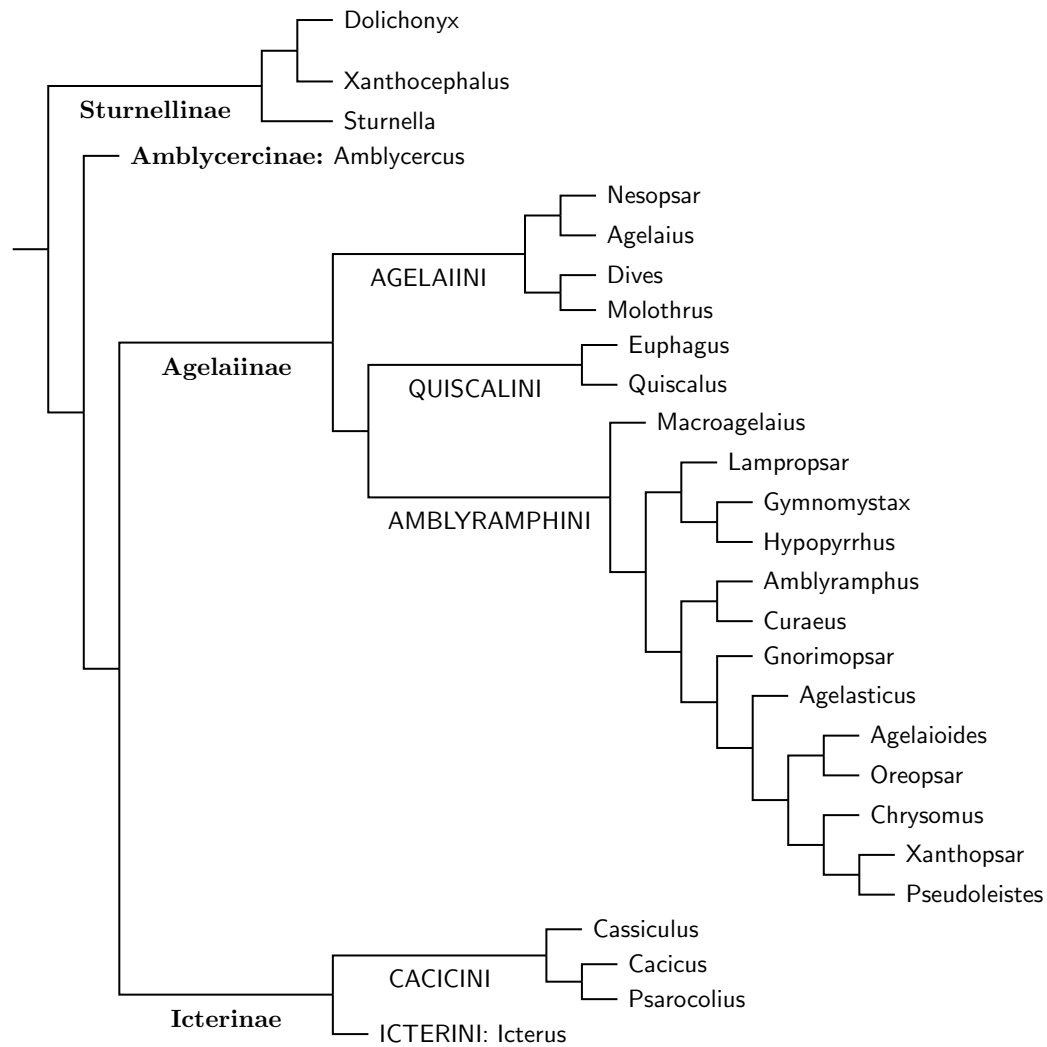 Dolichonyx
Xanthocephalus
Sturnellinae
Sturnella
Amblycercinae: Amblycercus
Nesopsar
Agelaius
AGELAIINI
Dives
Molothrus
Euphagus
Agelaiinae
QUISCALINI
Quiscalus
Macroagelaius
Lampropsar
Gymnomystax
AMBLYRAMPHINI
Hypopyrrhus
Amblyramphus
Curaeus
Gnorimopsar
Agelasticus
Agelaioides
Oreopsar
Chrysomus
Xanthopsar
Pseudoleistes
Cassiculus
Cacicus
CACICINI
Psarocolius
Icterinae
ICTERINI: Icterus